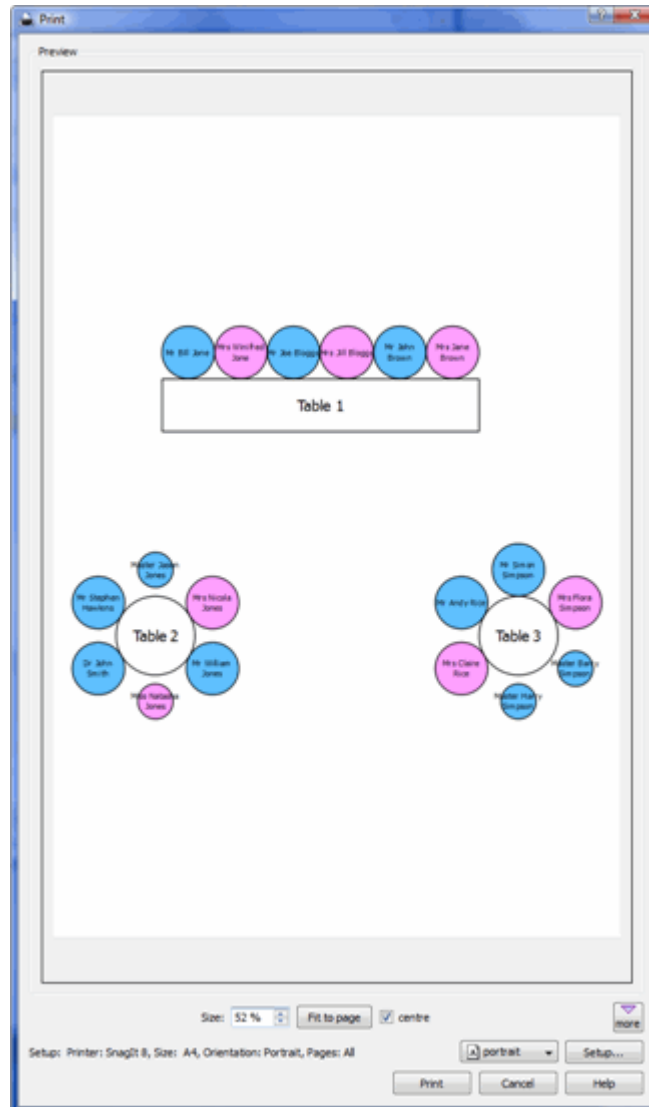 Print
Preview
Mr Bill Jone
Mrs Winifred
Jone
Mr Joe Bloggs
Mrs Jill Bloggs
Mr John
Brown
Mrs Jane
Brown
Table 1
Master Jason
Jones
Mr Stephen
Hawkins
Mrs Nicola
Jones
Table 2
Dr John
Smith
Mr William
Jones
Miss Natasha
Jones
Mr Simon
Simpson
Mr Andy Rice
Mrs Flora
Simpson
Table 3
Mrs Claire
Rice
Master Barty
Simpson
Master Harry
Simpson
Size: 52 % Fit to page centre
more
Setup: Printer: SnagIt 8, Size: A4, Orientation: Portrait, Pages: All portrait Setup...
Print Cancel Help